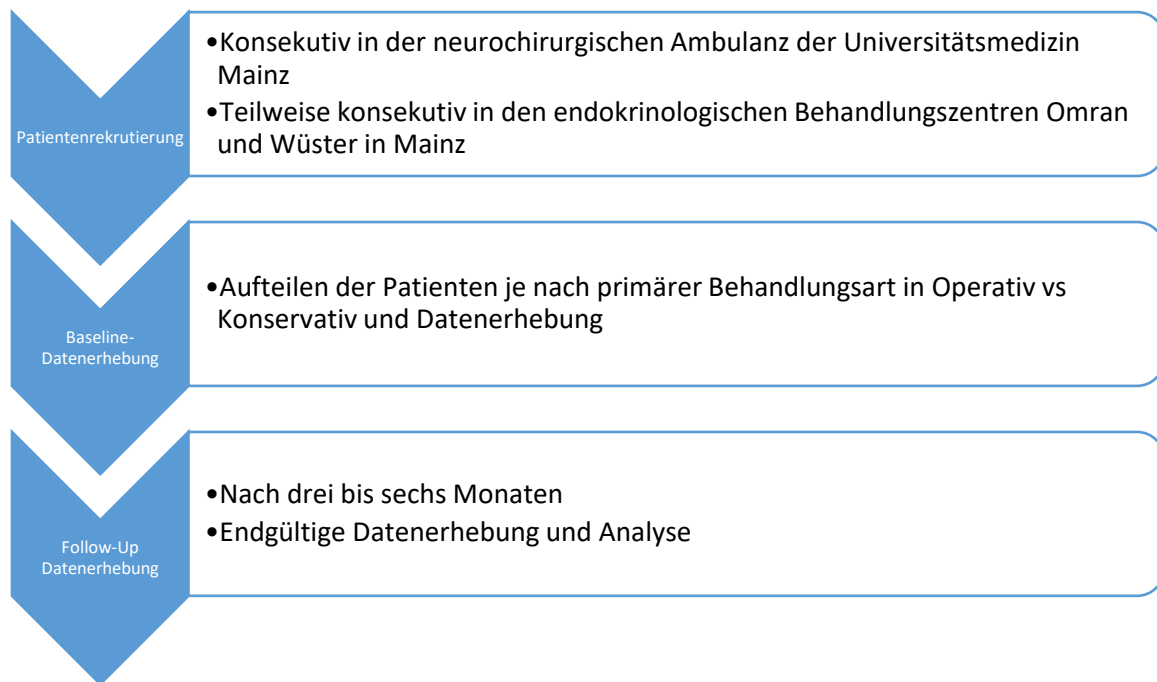 Patientenrekrutierung
•Konsekutiv in der neurochirurgischen Ambulanz der Universitätsmedizin
Mainz
•Teilweise konsekutiv in den endokrinologischen Behandlungszentren Omran
und Wüster in Mainz
Baseline-
Datenerhebung
•Aufteilen der Patienten je nach primärer Behandlungsart in Operativ vs
Konservativ und Datenerhebung
Follow-Up
Datenerhebung
•Nach drei bis sechs Monaten
•Endgültige Datenerhebung und Analyse